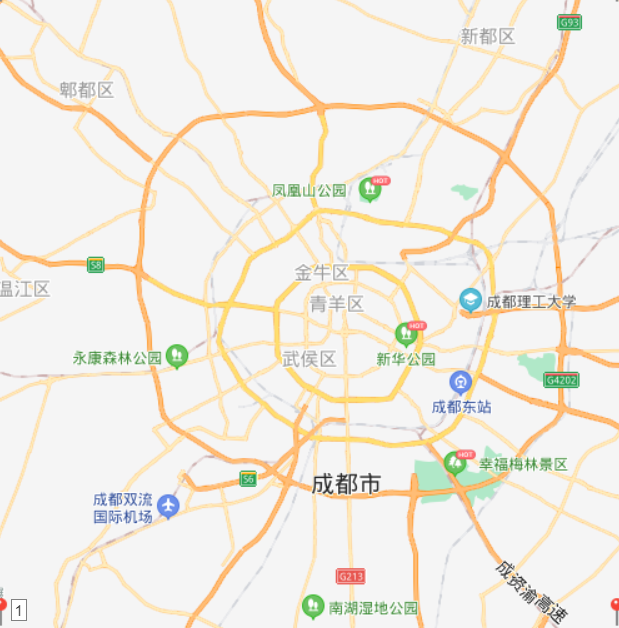 G93
新都区
郫都区
HOT
凤凰山公园
S8
金牛区
温江区
青羊区
成都理工大学
HOT
永康森林公园
武侯区
新华公园
G4202
成都东站
HOT
幸福梅林景区
S6
成都市
成都双流
国际机场
G213
成资渝高速
1
南湖湿地公园